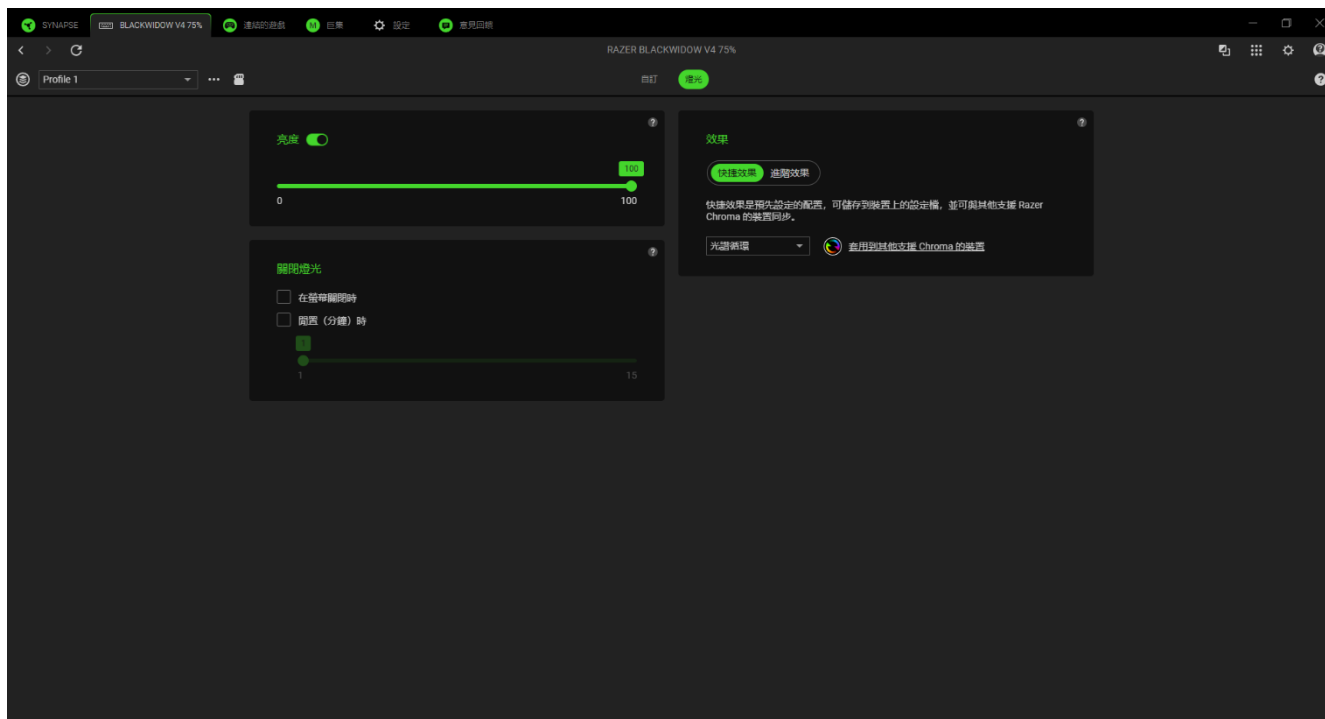 SYNAPSE
BLACKWIDOW V4 75%
連結的遊戲
巨集
設定
意見回饋
RAZER BLACKWIDOW V4 75%
Profile 1
自訂
燈光
亮度
100
0
100
效果
快捷效果
進階效果
快捷效果是預先設定的配置，可儲存到裝置上的設定檔，並可與其他支援 Razer
Chroma 的裝置同步。
光譜循環
套用到其他支援 Chroma 的裝置
關閉燈光
在螢幕關閉時
閒置（分鐘）時
1
1
15